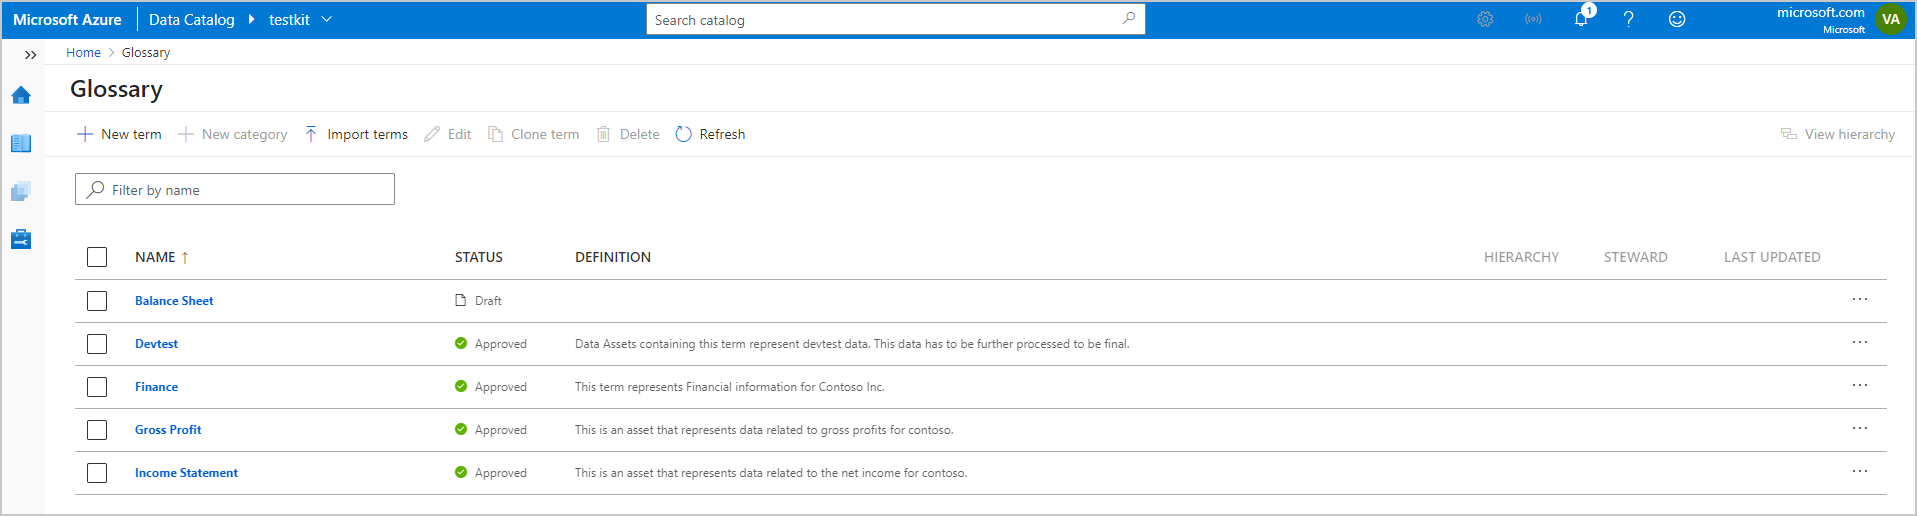 Microsoft Azure Data Catalog testkit Search catalog 1 ? microsoft.com VA
Microsoft
Home > Glossary
Glossary
New term New category Import terms Edit Clone term Delete Refresh View hierarchy
Filter by name
NAME ↑ STATUS DEFINITION HIERARCHY STEWARD LAST UPDATED
Balance Sheet Draft ...
Devtest Approved Data Assets containing this term represent devtest data. This data has to be further processed to be final. ...
Finance Approved This term represents Financial information for Contoso Inc. ...
Gross Profit Approved This is an asset that represents data related to gross profits for contoso. ...
Income Statement Approved This is an asset that represents data related to the net income for contoso. ...